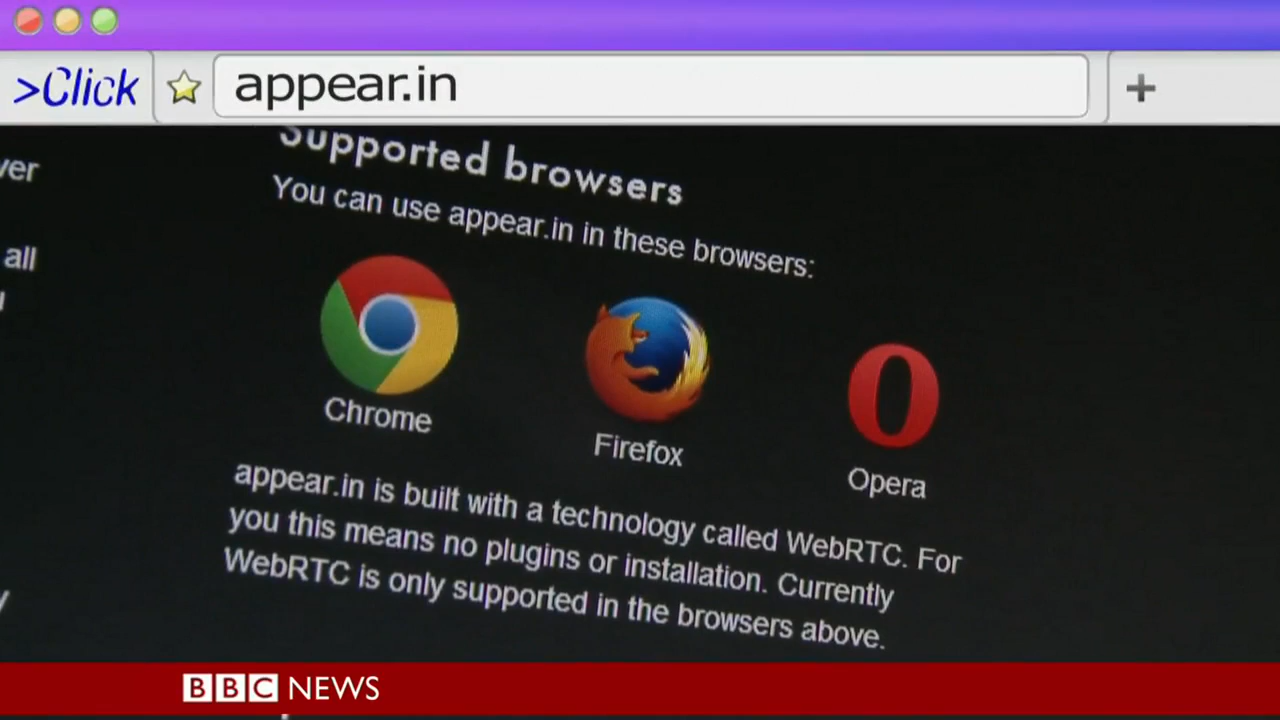 >Click
appear.in
Supported browsers
You can use appear.in in these browsers:
all
Chrome
Firefox
Opera
appear.in is built with a technology called WebRTC. For
you this means no plugins or installation. Currently
WebRTC is only supported in the browsers above.
BBC NEWS